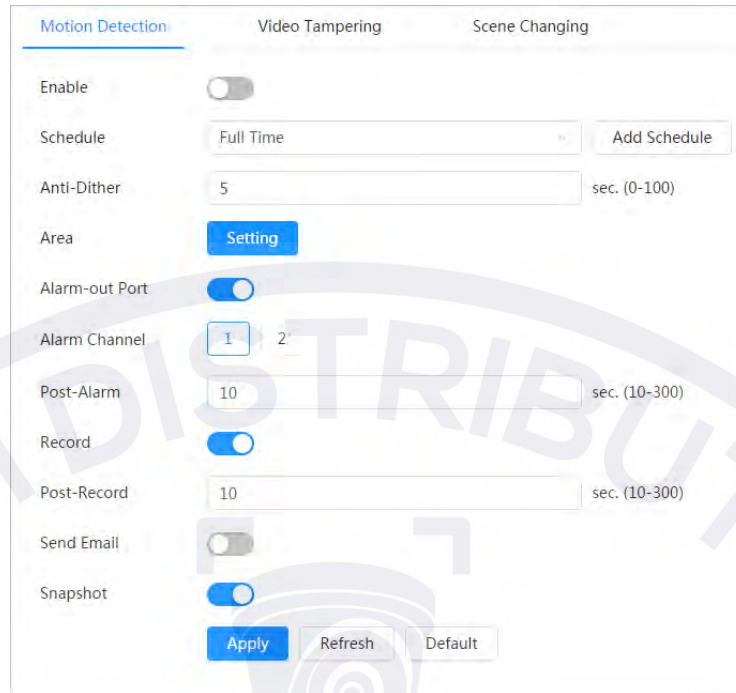 Motion Detection Video Tampering Scene Changing
Enable
Schedule Full Time Add Schedule
Anti-Dither 5 sec. (0-100)
Area Setting
Alarm-out Port
Alarm Channel 1 2
Post-Alarm 10 sec. (10-300)
Record
Post-Record 10 sec. (10-300)
Send Email
Snapshot
Apply Refresh Default
DISTRIBUT